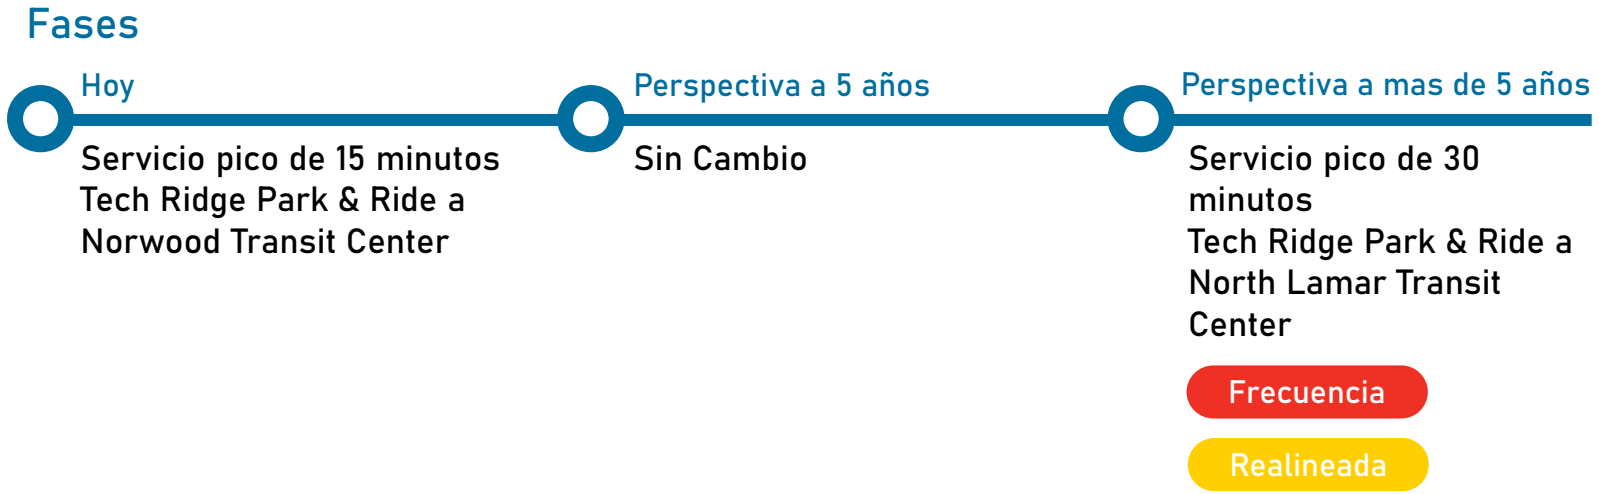 Fases
Hoy
Servicio pico de 15 minutos
Tech Ridge Park & Ride a
Norwood Transit Center
Perspectiva a 5 años
Sin Cambio
Perspectiva a mas de 5 años
Servicio pico de 30
minutos
Tech Ridge Park & Ride a
North Lamar Transit
Center
Frecuencia
Realineada